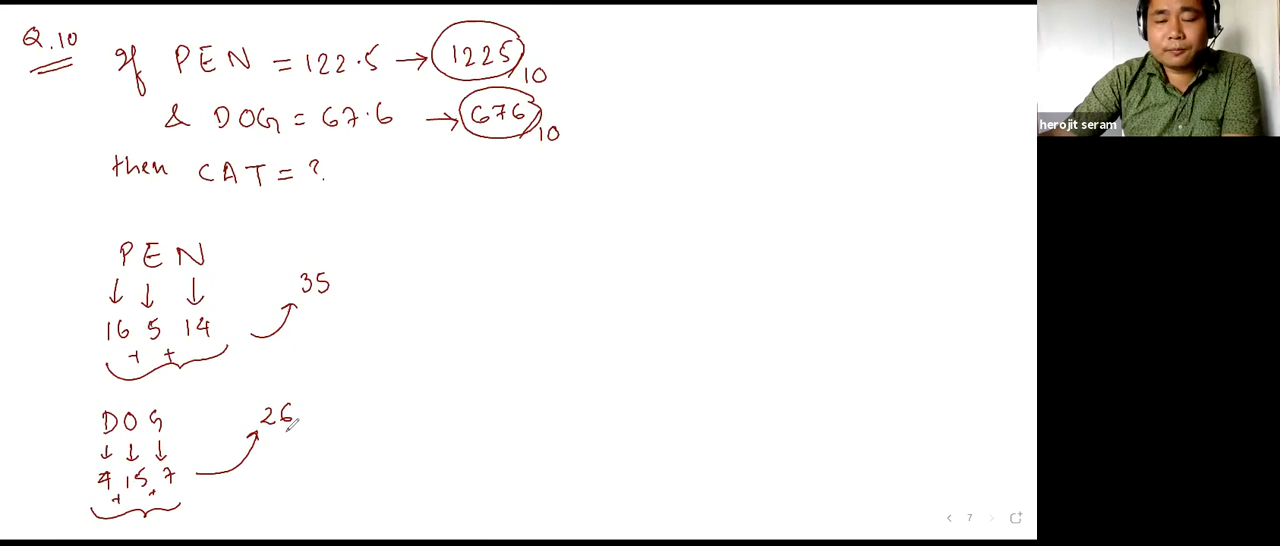 Q.10
If PEN = 122.5 → 1225/10
& DOG = 67.6 → 676/10
then CAT = ?
PEN
↓ ↓ ↓
16 5 14
+ +
35
DOG
↓ ↓ ↓
4 15 7
+ +
26
herojit seram
7